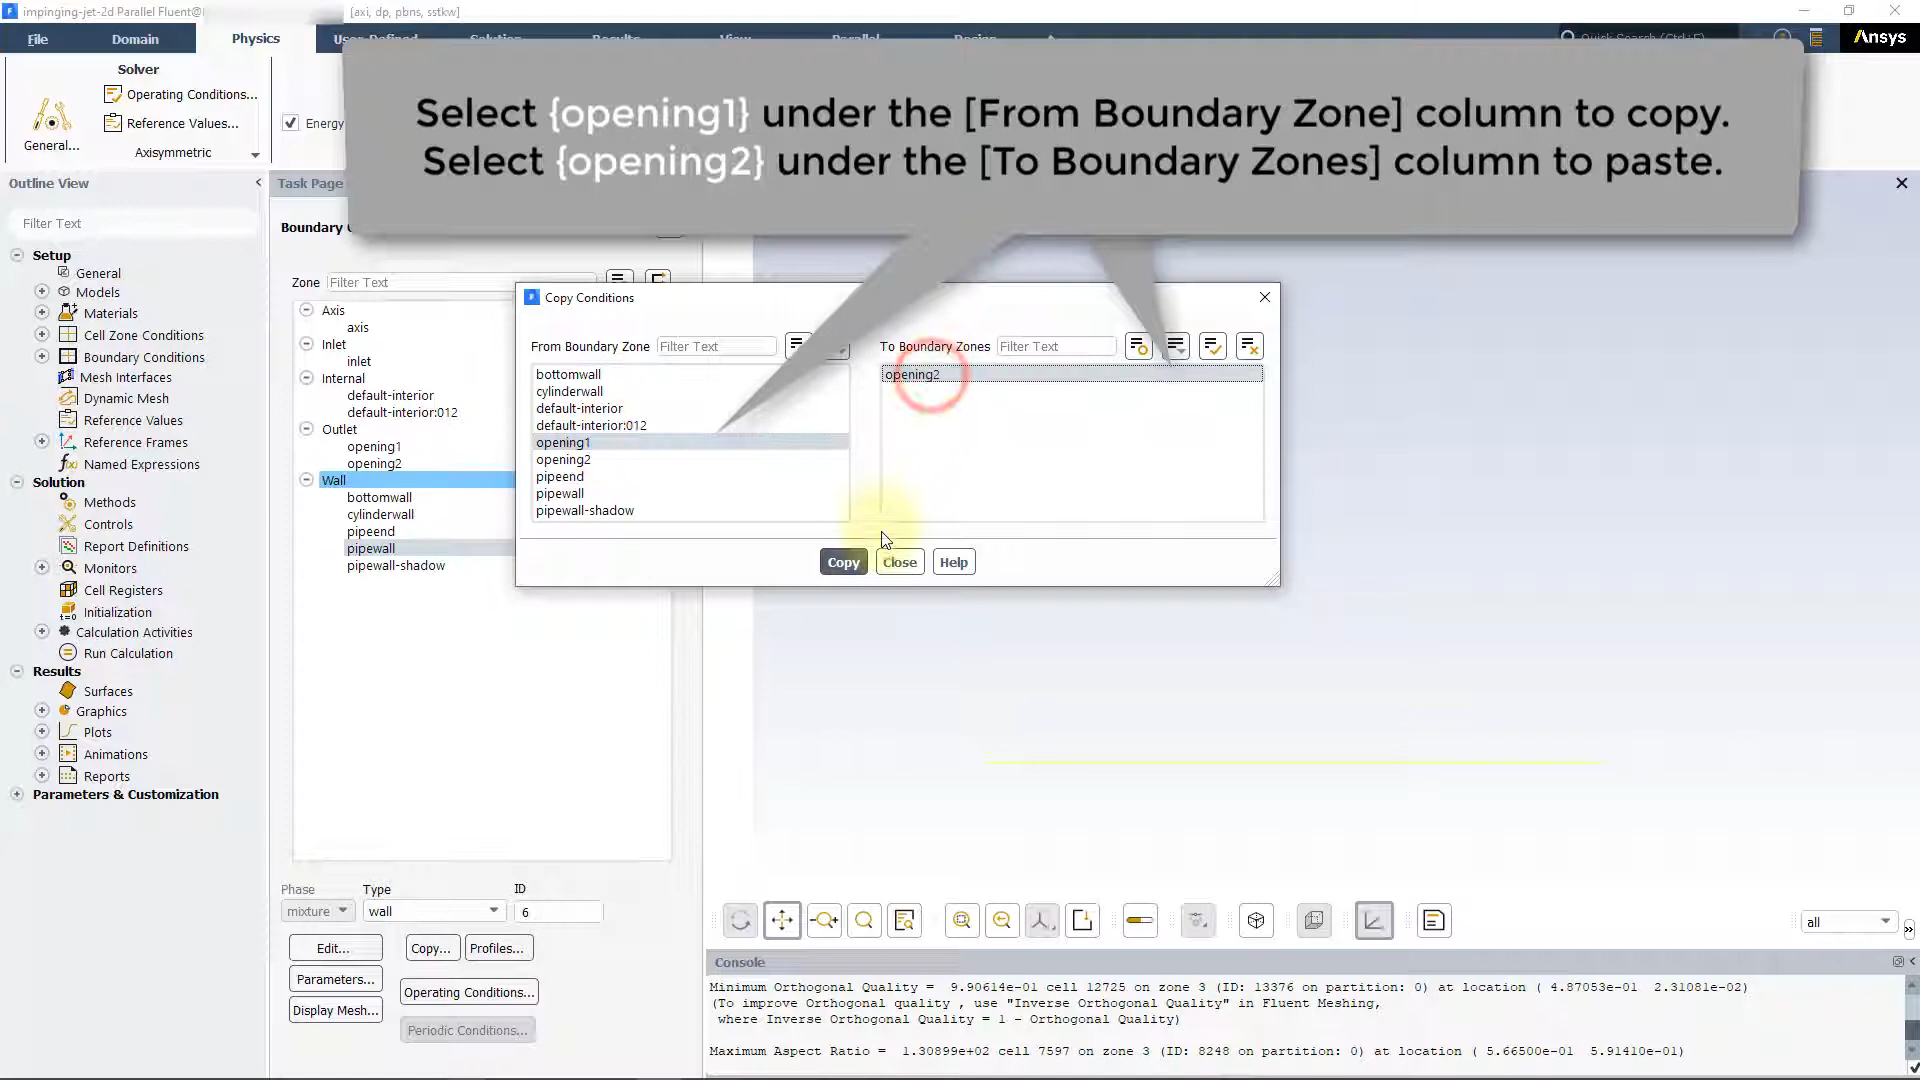 impinging-jet-2d Parallel Fluent@
[axi, dp, pbns, sstkw]
File
Domain
Physics
Quick Search (Ctrl+F)
Ansys
Solver
Operating Conditions...
Reference Values...
General...
Axisymmetric
Energy
Select {opening1} under the [From Boundary Zone] column to copy.
Select {opening2} under the [To Boundary Zones] column to paste.
Outline View
Filter Text
Setup
General
Models
Materials
Cell Zone Conditions
Boundary Conditions
Mesh Interfaces
Dynamic Mesh
Reference Values
Reference Frames
Named Expressions
Solution
Methods
Controls
Report Definitions
Monitors
Cell Registers
Initialization
Calculation Activities
Run Calculation
Results
Surfaces
Graphics
Plots
Animations
Reports
Parameters & Customization
Task Page
Boundary
Zone Filter Text
Axis
axis
Inlet
inlet
Internal
default-interior
default-interior:012
Outlet
opening1
opening2
Wall
bottomwall
cylinderwall
pipeend
pipewall
pipewall-shadow
Copy Conditions
From Boundary Zone Filter Text
bottomwall
cylinderwall
default-interior
default-interior:012
opening1
opening2
pipeend
pipewall
pipewall-shadow
To Boundary Zones Filter Text
opening2
Copy Close Help
Phase Type ID
mixture wall 6
Edit... Copy... Profiles...
Parameters... Operating Conditions...
Display Mesh... Periodic Conditions...
all
Console
Minimum Orthogonal Quality = 9.90614e-01 cell 12725 on zone 3 (ID: 13376 on partition: 0) at location ( 4.87053e-01 2.31081e-02)
(To improve Orthogonal quality , use "Inverse Orthogonal Quality" in Fluent Meshing,
where Inverse Orthogonal Quality = 1 - Orthogonal Quality)
Maximum Aspect Ratio = 1.30899e+02 cell 7597 on zone 3 (ID: 8248 on partition: 0) at location ( 5.66500e-01 5.91410e-01)